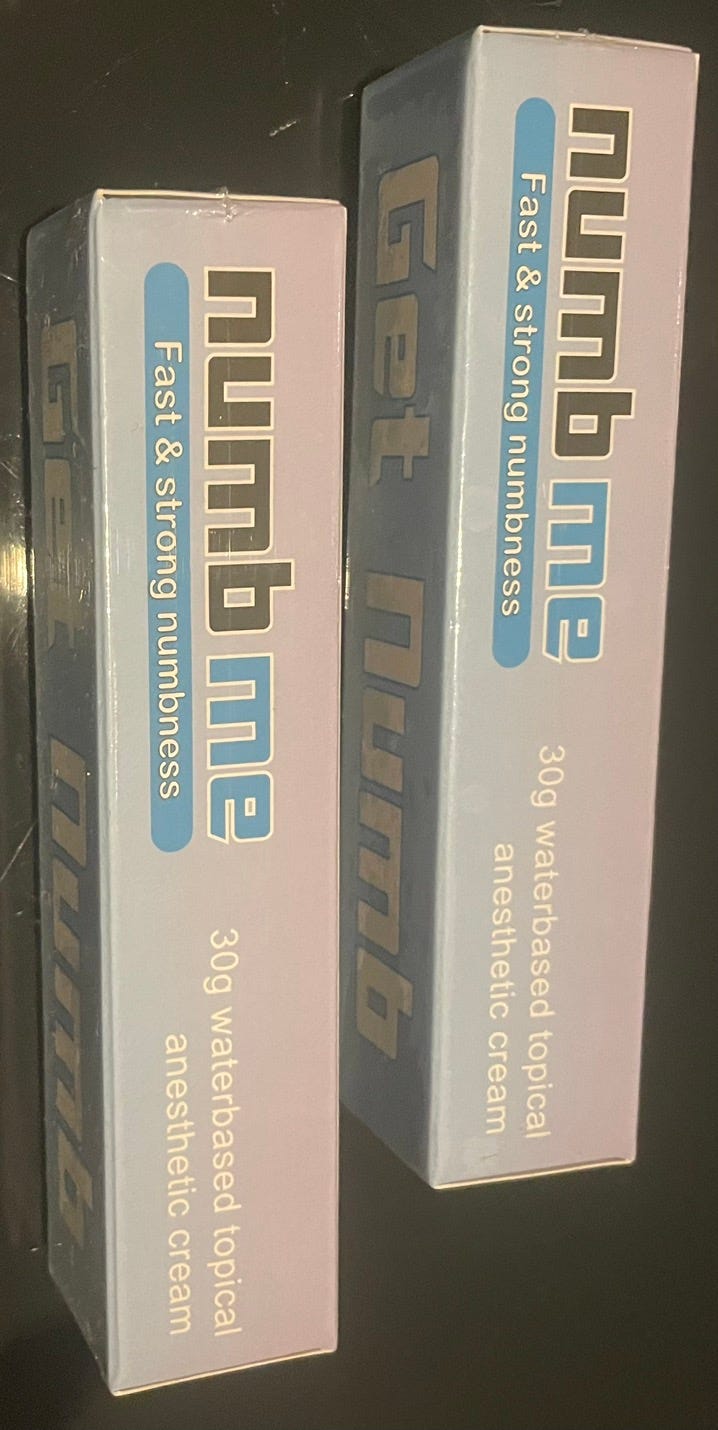 numb me
Fast & strong numbness
30g waterbased topical
anesthetic cream
Get numb
numb me
Fast & strong numbness
30g waterbased topical
anesthetic cream
Get numb